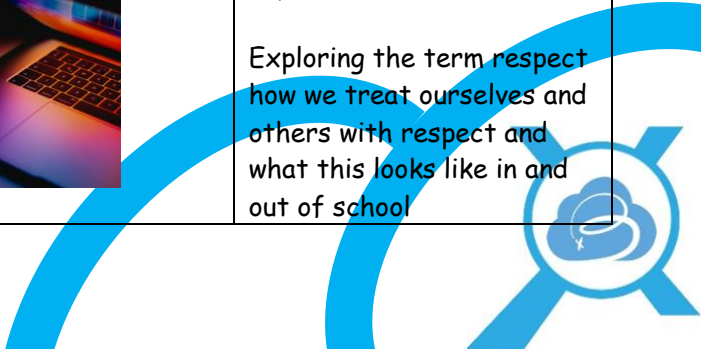 Exploring the term respect
how we treat ourselves and
others with respect and
what this looks like in and
out of school